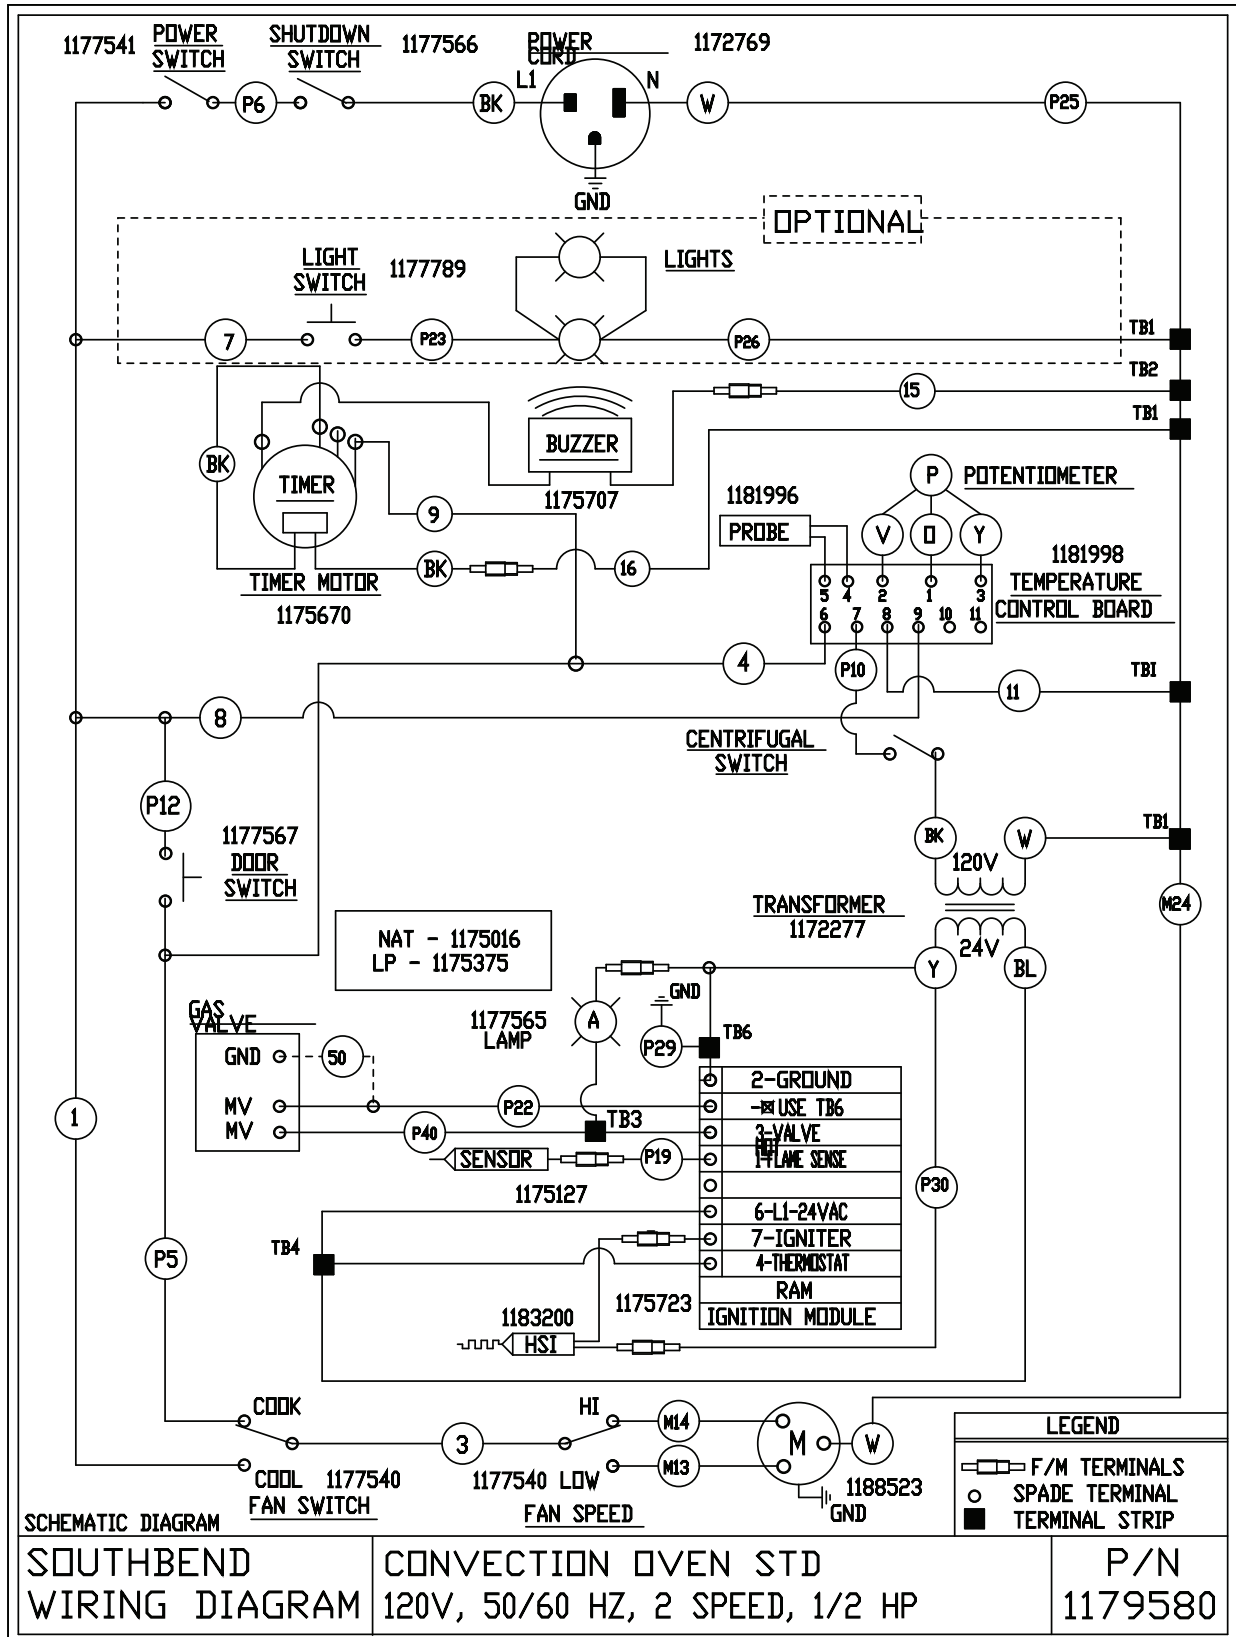 1177541
POWER
SWITCH
SHUTDOWN
SWITCH
1177566
POWER
CORD
1172769
L1
N
P6
BK
W
P25
GND
OPTIONAL
LIGHT
SWITCH
1177789
LIGHTS
7
P23
P26
TB1
TB2
15
TB1
BK
TIMER
BUZZER
1175707
9
P
POTENTIOMETER
1181996
PROBE
V
O
Y
1181998
TEMPERATURE
CONTROL BOARD
5 4 2 1 3
6 7 8 9 10 11
BK
16
TIMER MOTOR
1175670
4
P10
TBI
11
8
CENTRIFUGAL
SWITCH
P12
1177567
DOOR
SWITCH
BK
W
TB1
120V
M24
TRANSFORMER
1172277
24V
Y
BL
NAT - 1175016
LP - 1175375
GAS
VALVE
GND
50
MV
MV
P22
P40
1177565
LAMP
A
GND
P29
TB6
TB3
2-GROUND
USE TB6
3-VALVE
HOT
1-FLAME SENSE
6-L1-24VAC
7-IGNITER
4-THERMOSTAT
RAM
IGNITION MODULE
SENSOR
P19
1175127
P30
1
TB4
P5
1175723
1183200
HSI
COOK
HI
M14
3
M
W
M13
COOL 1177540
FAN SWITCH
1177540 LOW
FAN SPEED
1188523
GND
LEGEND
F/M TERMINALS
SPADE TERMINAL
TERMINAL STRIP
SCHEMATIC DIAGRAM
SOUTHBEND
WIRING DIAGRAM
CONVECTION OVEN STD
120V, 50/60 HZ, 2 SPEED, 1/2 HP
P/N
1179580